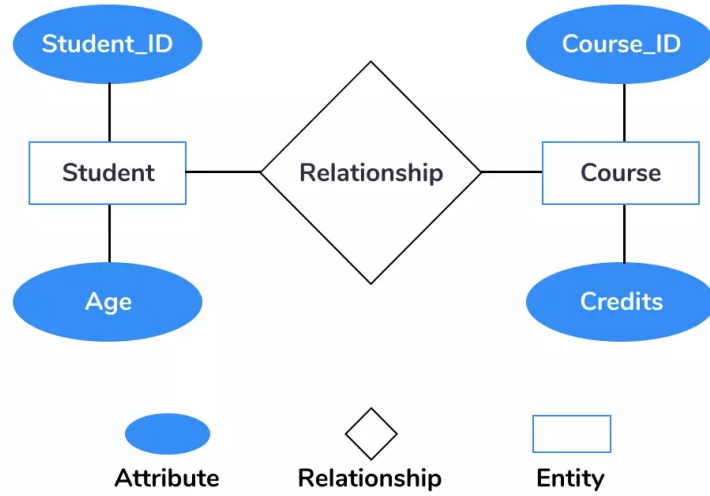 Student_ID
Course_ID
Student
Relationship
Course
Age
Credits
Attribute
Relationship
Entity